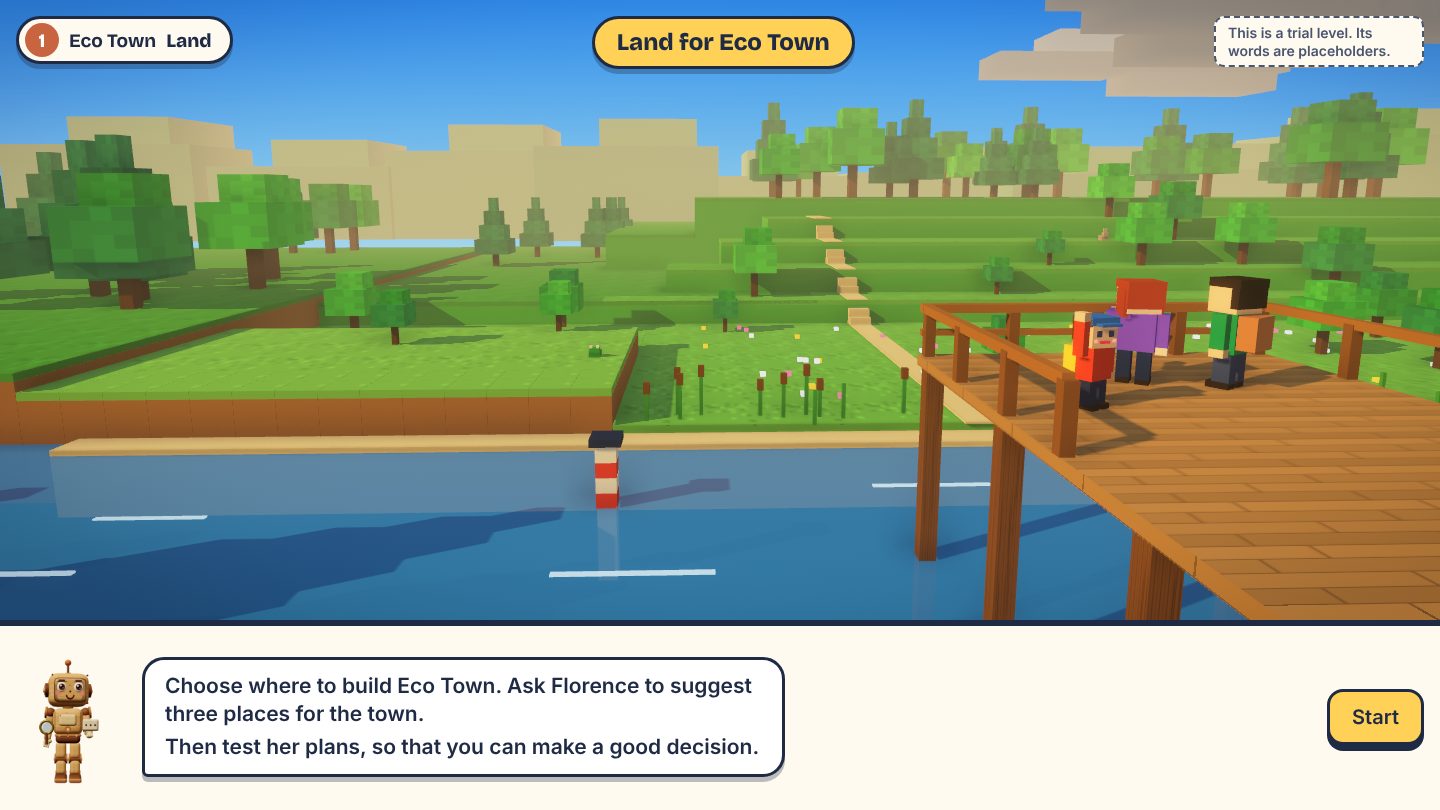 1 Eco Town Land
Land for Eco Town
This is a trial level. Its
words are placeholders.
Choose where to build Eco Town. Ask Florence to suggest
three places for the town.
Then test her plans, so that you can make a good decision.
Start